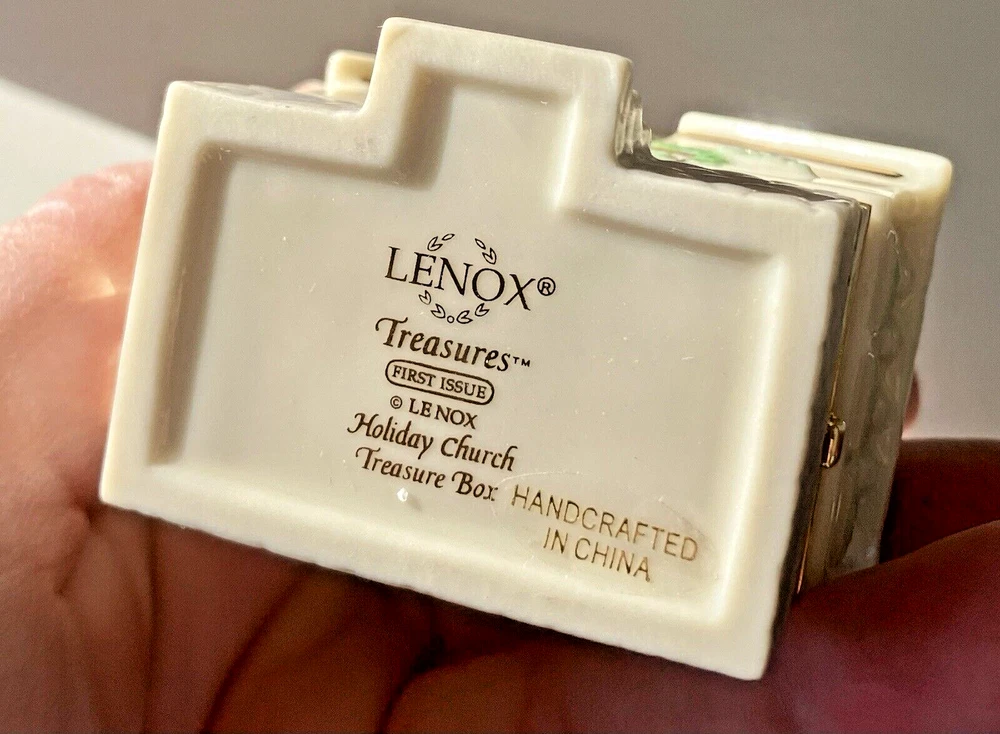 LENOX®
Treasures™
FIRST ISSUE
© LENOX
Holiday Church
Treasure Box
HANDCRAFTED
IN CHINA